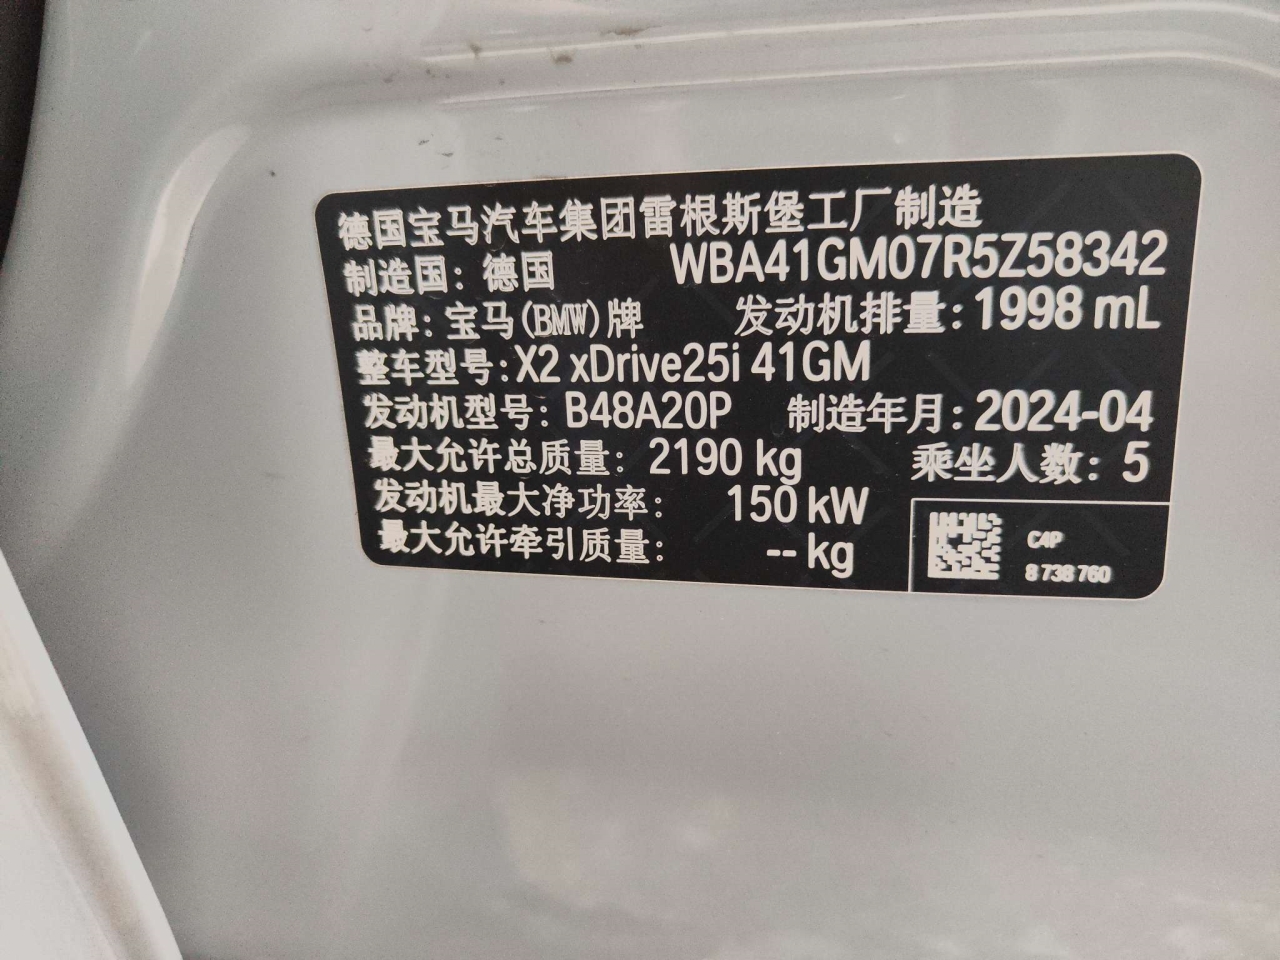 德国宝马汽车集团雷根斯堡工厂制造
制造国：德国 WBA41GM07R5Z58342
品牌：宝马(BMW)牌 发动机排量：1998 mL
整车型号：X2 xDrive25i 41GM
发动机型号：B48A20P 制造年月：2024-04
最大允许总质量：2190 kg 乘坐人数：5
发动机最大净功率：150 kW
最大允许牵引质量：-- kg
C4P
8 738 760